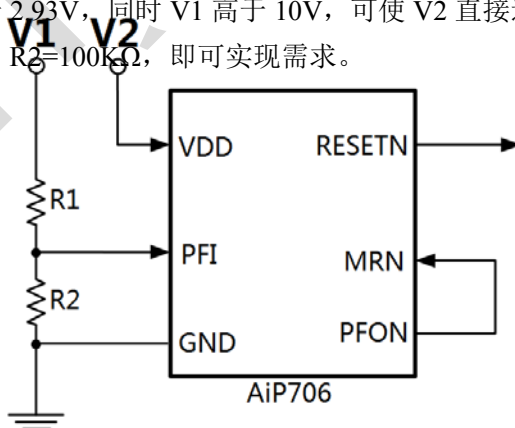 2.93V，同时 V1 高于 10V，可使 V2 直接
R2=100KΩ，即可实现需求。
V1 V2
VDD RESETN
R1
PFI MRN
R2
GND PFON
AiP706